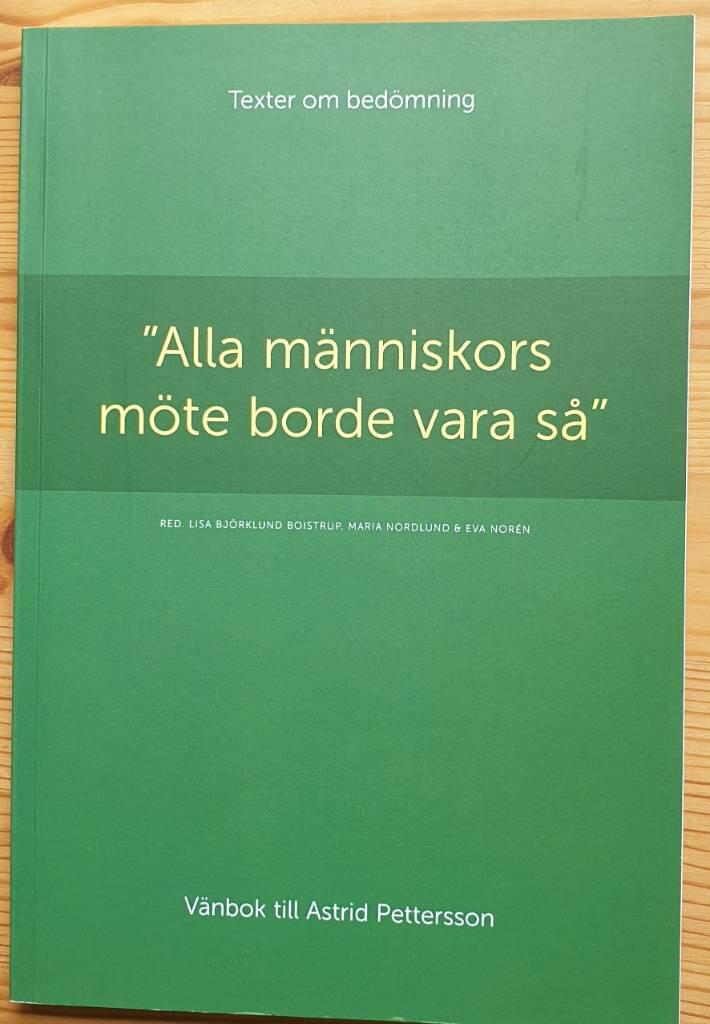 Texter om bedömning
”Alla människors
möte borde vara så”
RED. LISA BJÖRKLUND BOISTRUP, MARIA NORDLUND & EVA NORÉN
Vänbok till Astrid Pettersson